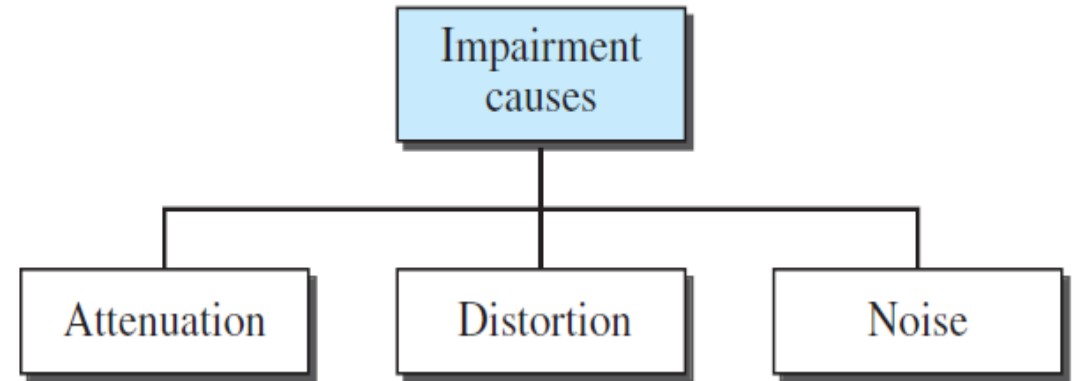 Impairment
causes
Attenuation
Distortion
Noise